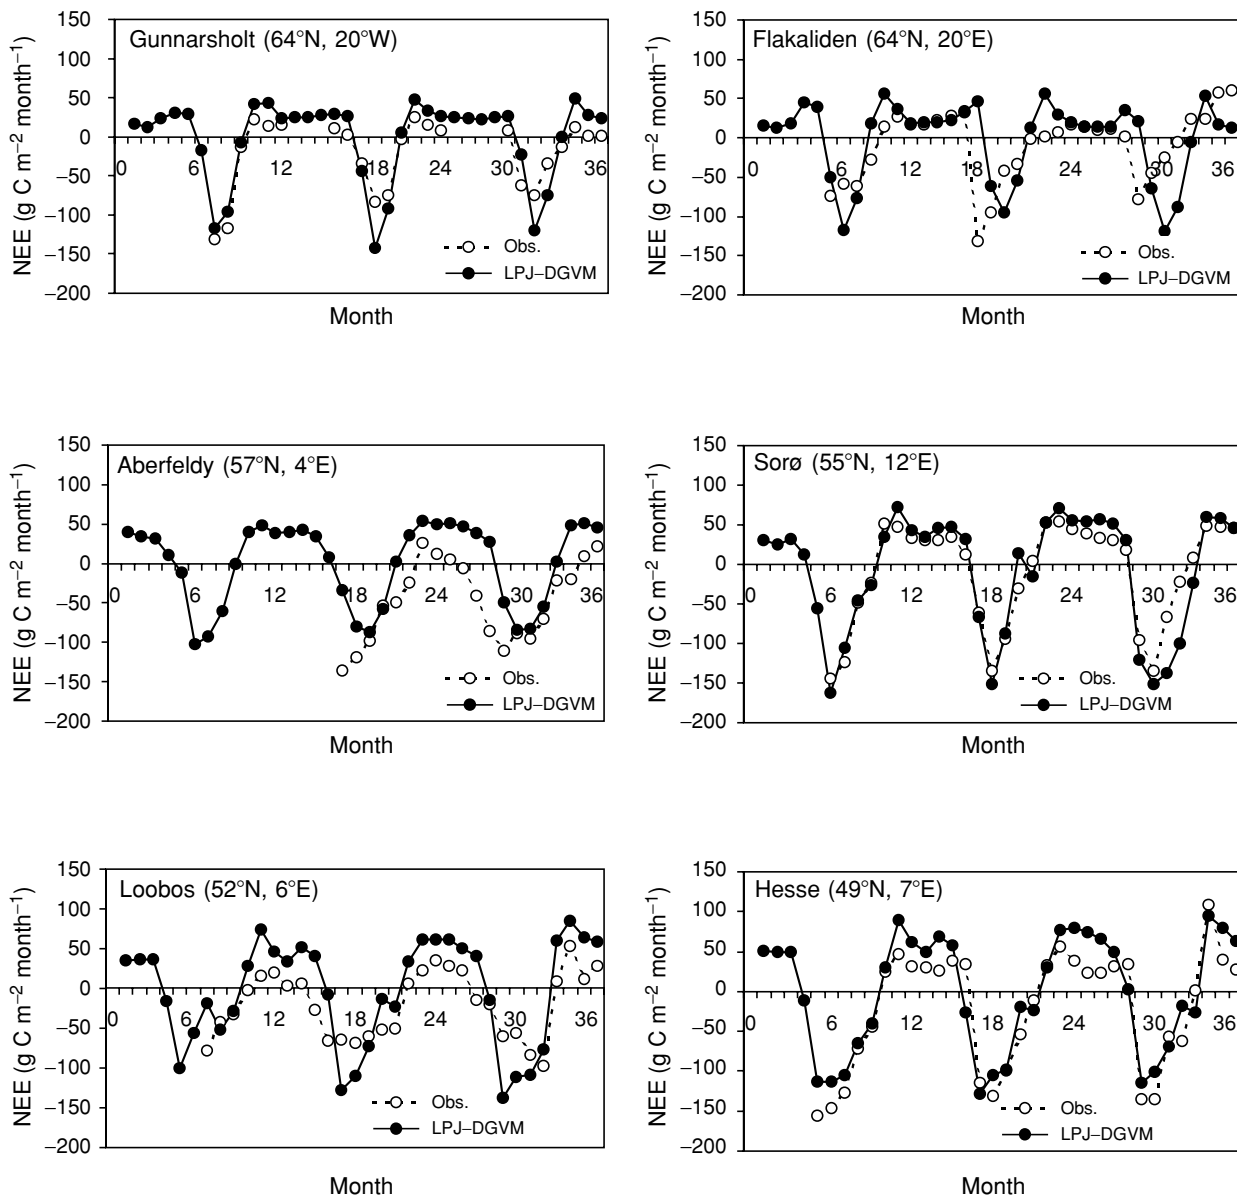 Gunnarsholt (64°N, 20°W)
NEE (g C m−2 month−1)
150
100
50
0
−50
−100
−150
−200
0 6 12 18 24 30 36
Obs.
LPJ–DGVM
Month
Flakaliden (64°N, 20°E)
NEE (g C m−2 month−1)
150
100
50
0
−50
−100
−150
−200
0 6 12 18 24 30 36
Obs.
LPJ–DGVM
Month
Aberfeldy (57°N, 4°E)
NEE (g C m−2 month−1)
150
100
50
0
−50
−100
−150
−200
0 6 12 18 24 30 36
Obs.
LPJ–DGVM
Month
Sorø (55°N, 12°E)
NEE (g C m−2 month−1)
150
100
50
0
−50
−100
−150
−200
0 6 12 18 24 30 36
Obs.
LPJ–DGVM
Month
Loobos (52°N, 6°E)
NEE (g C m−2 month−1)
150
100
50
0
−50
−100
−150
−200
0 6 12 18 24 30 36
Obs.
LPJ–DGVM
Month
Hesse (49°N, 7°E)
NEE (g C m−2 month−1)
150
100
50
0
−50
−100
−150
−200
0 6 12 18 24 30 36
Obs.
LPJ–DGVM
Month